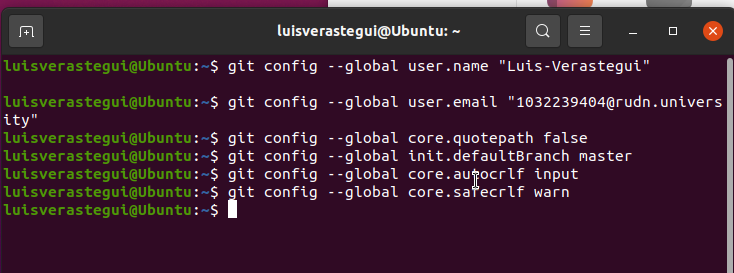 luisverastegui@Ubuntu: ~
luisverastegui@Ubuntu:~$ git config --global user.name "Luis-Verastegui"
luisverastegui@Ubuntu:~$ git config --global user.email "1032239404@rudn.univers
ity"
luisverastegui@Ubuntu:~$ git config --global core.quotepath false
luisverastegui@Ubuntu:~$ git config --global init.defaultBranch master
luisverastegui@Ubuntu:~$ git config --global core.autocrlf input
luisverastegui@Ubuntu:~$ git config --global core.safecrlf warn
luisverastegui@Ubuntu:~$